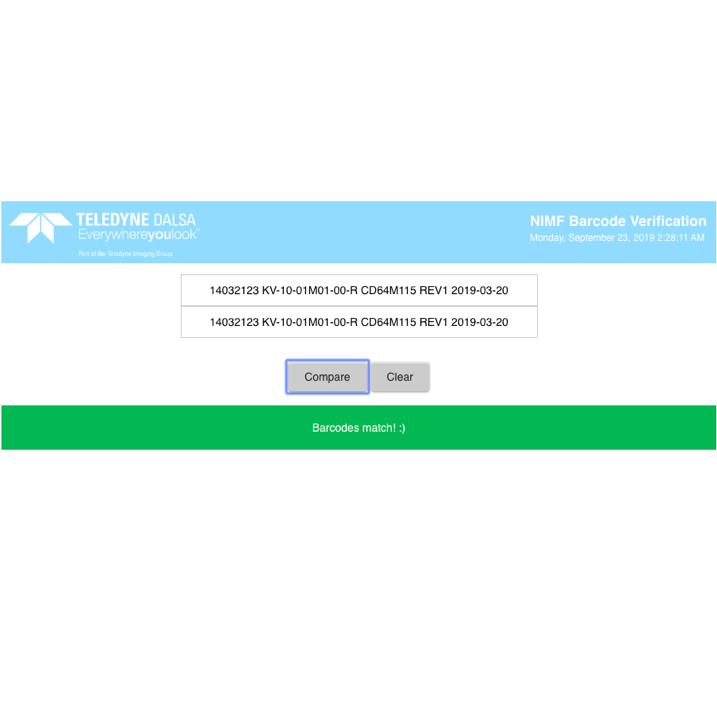 TELEDYNE DALSA
Everywhereyoulook™
Part of the Teledyne Imaging Group
NIMF Barcode Verification
Monday, September 23, 2019 2:28:11 AM
14032123 KV-10-01M01-00-R CD64M115 REV1 2019-03-20
14032123 KV-10-01M01-00-R CD64M115 REV1 2019-03-20
Compare
Clear
Barcodes match! :)